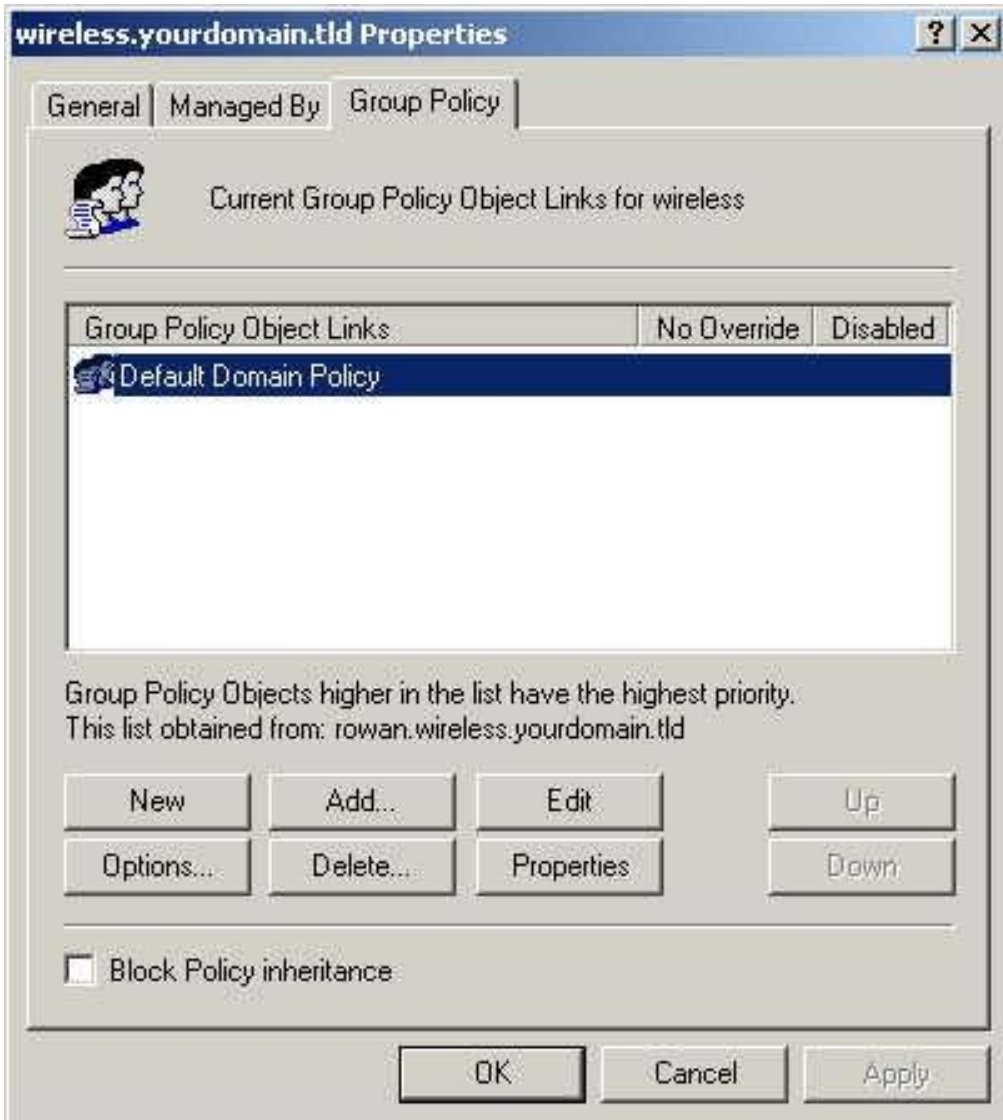 wireless.yourdomain.tld Properties
General Managed By Group Policy
Current Group Policy Object Links for wireless
Group Policy Object Links No Override Disabled
Default Domain Policy
Group Policy Objects higher in the list have the highest priority.
This list obtained from: rowan.wireless.yourdomain.tld
New Add... Edit Up
Options... Delete... Properties Down
Block Policy inheritance
OK Cancel Apply